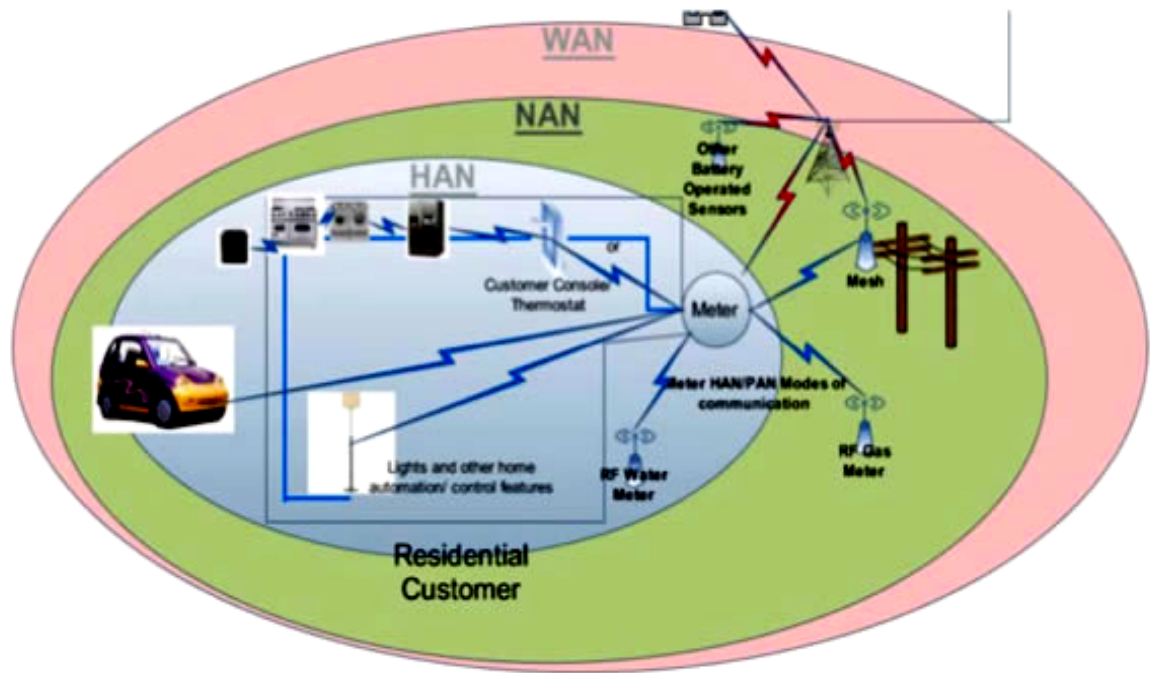 WAN
NAN
HAN
Other
Battery
Operated
Sensors
or
Customer Console/
Thermostat
Meter
Mesh
Meter HAN/PAN Modes of
communication
RF Gas
Meter
Lights and other home
automation/ control features
RF Water
Meter
Residential
Customer